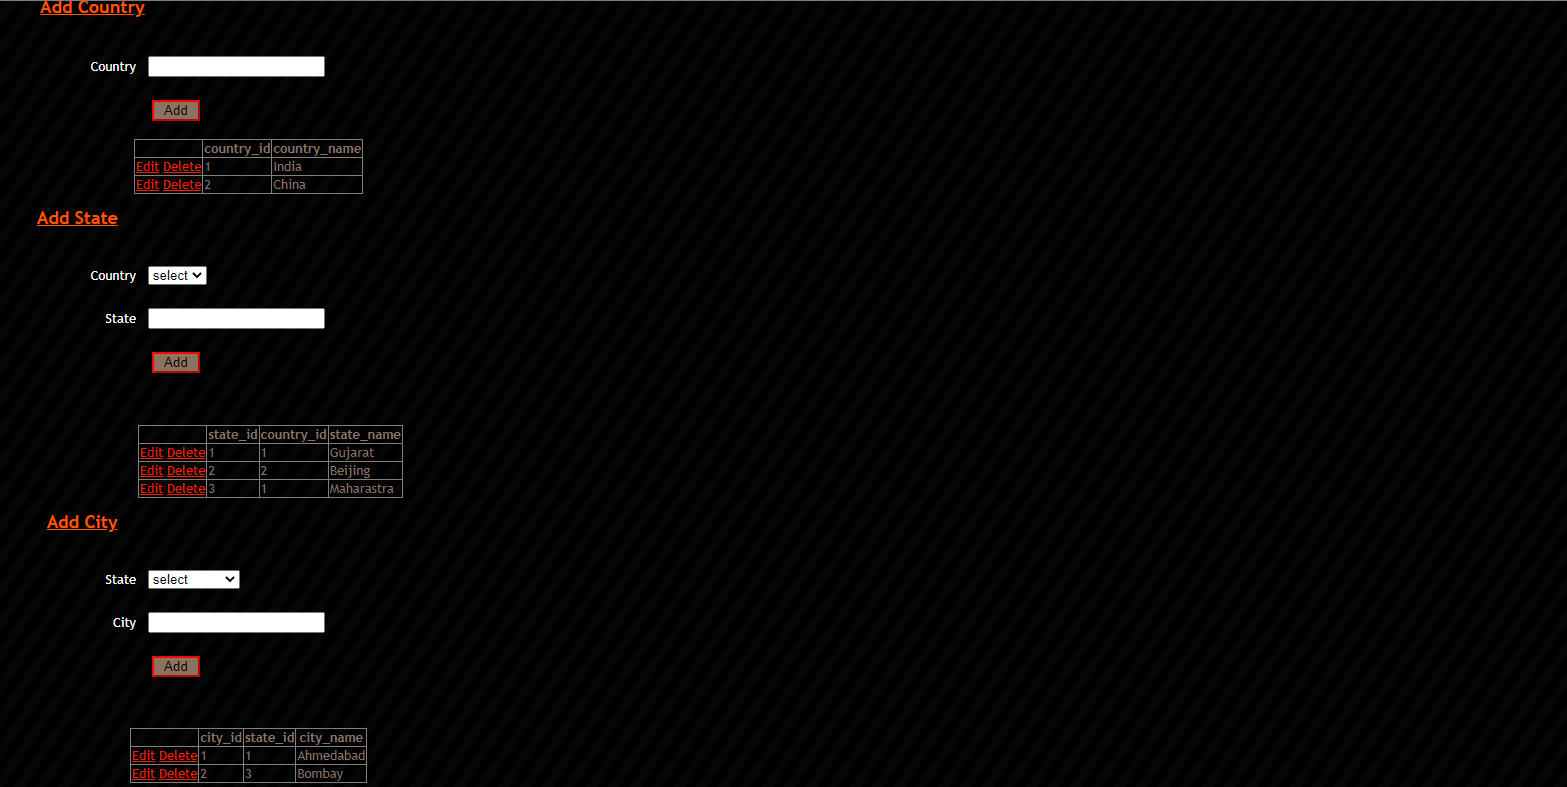 Add Country
Country
Add
country_id country_name
Edit Delete 1 India
Edit Delete 2 China
Add State
Country select
State
Add
state_id country_id state_name
Edit Delete 1 1 Gujarat
Edit Delete 2 2 Beijing
Edit Delete 3 1 Maharastra
Add City
State select
City
Add
city_id state_id city_name
Edit Delete 1 1 Ahmedabad
Edit Delete 2 3 Bombay